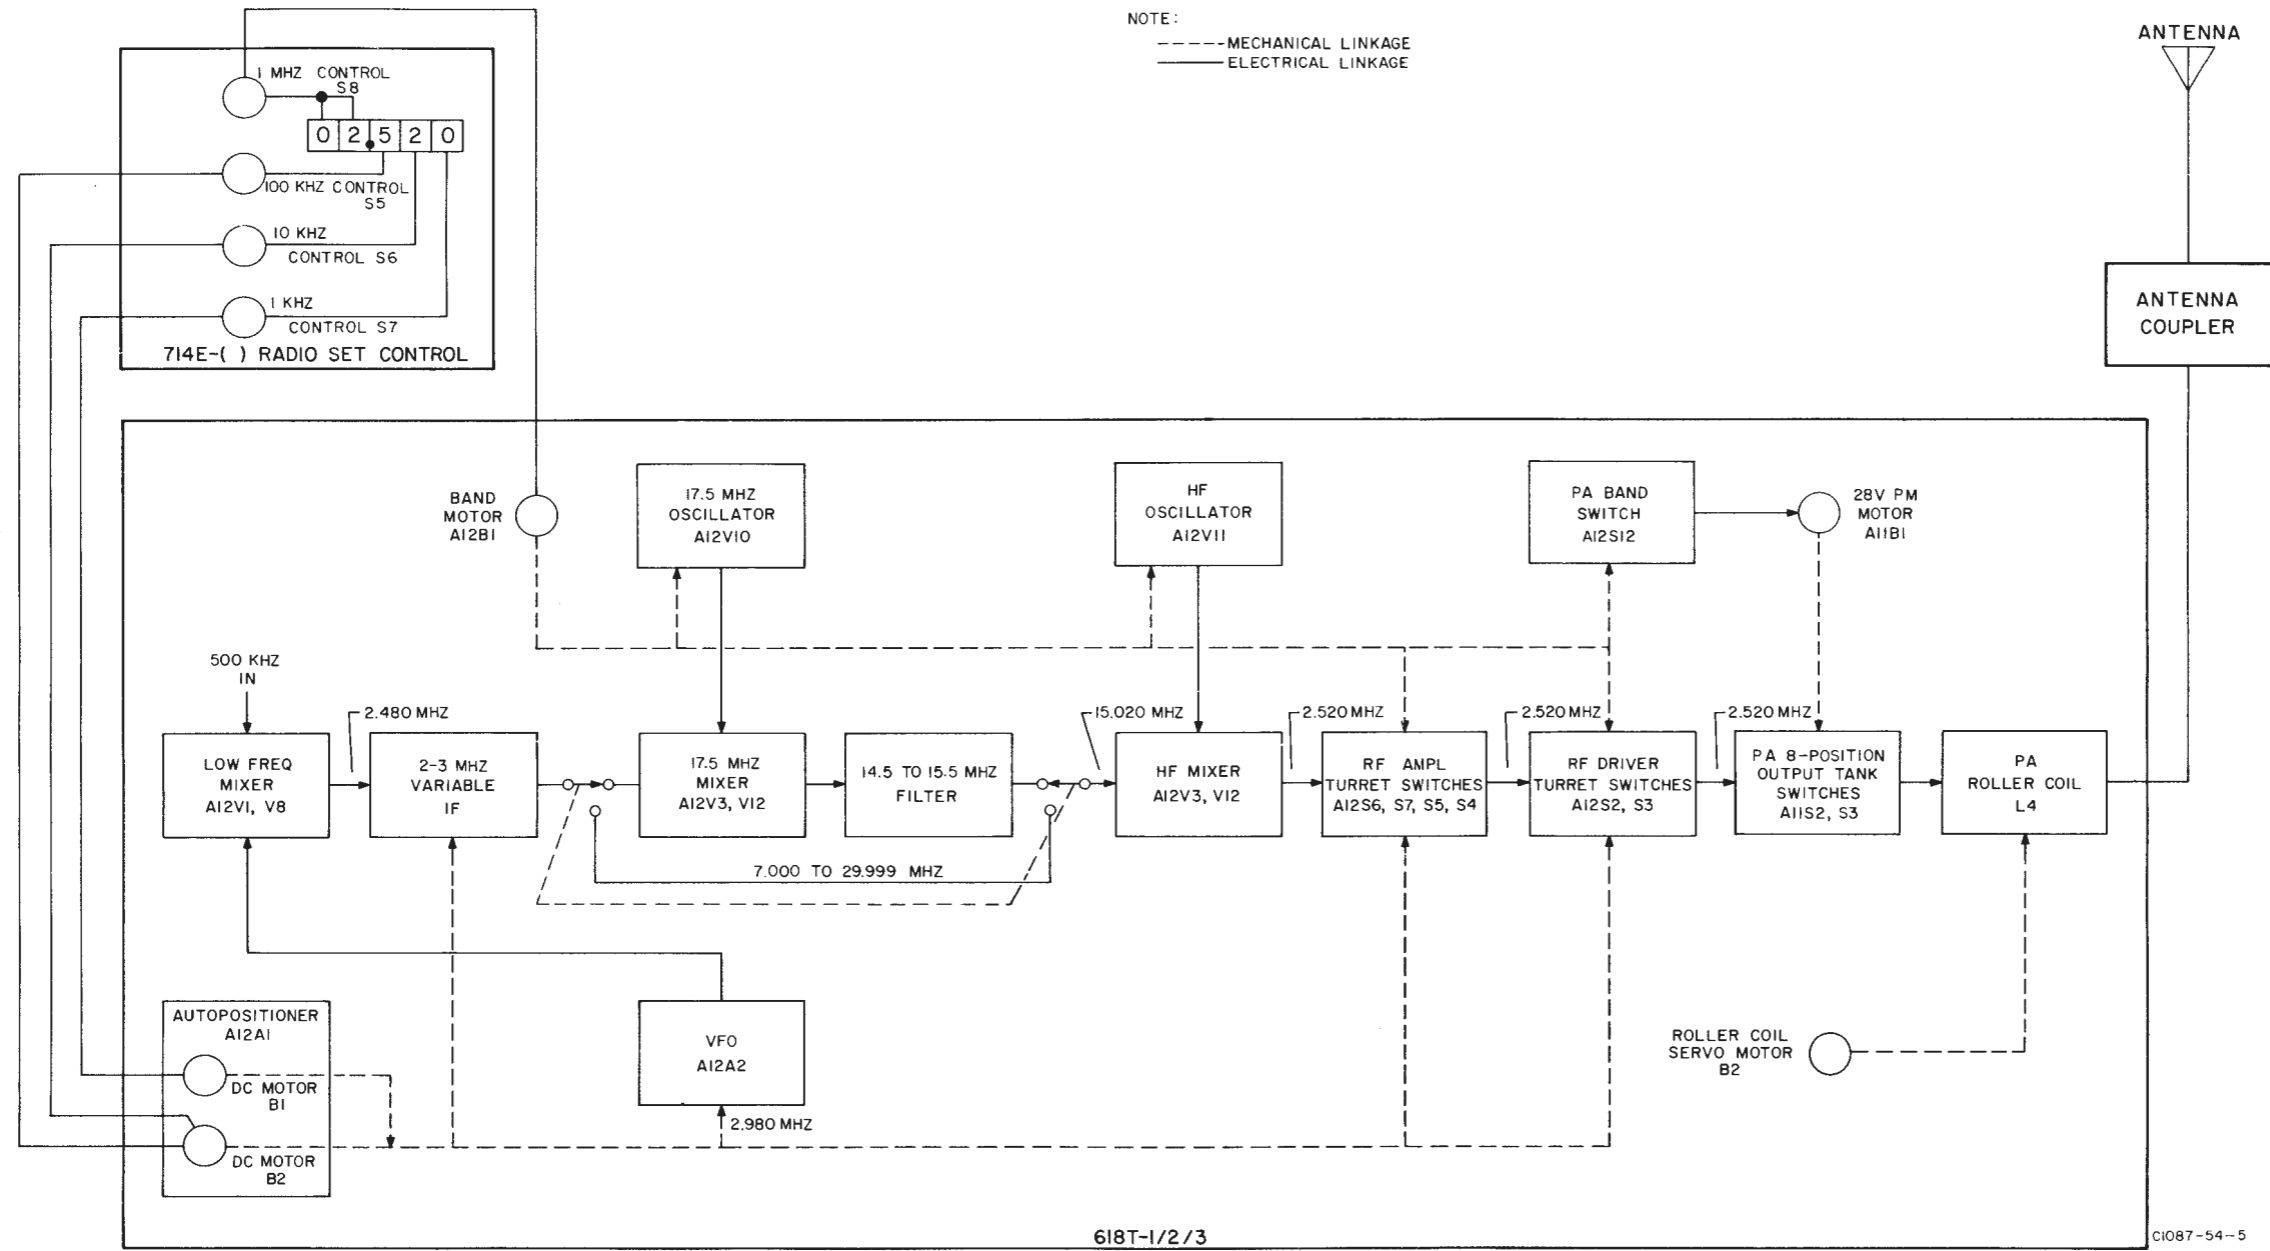 NOTE:
MECHANICAL LINKAGE
ELECTRICAL LINKAGE
ANTENNA
1 MHZ CONTROL
S8
0 2.5 2 0
100 KHZ CONTROL
S5
10 KHZ
CONTROL S6
1 KHZ
CONTROL S7
714E-( ) RADIO SET CONTROL
ANTENNA
COUPLER
BAND
MOTOR
A12B1
17.5 MHZ
OSCILLATOR
A12V10
HF
OSCILLATOR
A12V11
PA BAND
SWITCH
A12S12
28V PM
MOTOR
A11B1
500 KHZ
IN
2.480 MHZ
15.020 MHZ
2.520 MHZ
2.520 MHZ
2.520 MHZ
LOW FREQ
MIXER
A12V1, V8
2-3 MHZ
VARIABLE
IF
17.5 MHZ
MIXER
A12V3, V12
14.5 TO 15.5 MHZ
FILTER
HF MIXER
A12V3, V12
RF AMPL
TURRET SWITCHES
A12S6, S7, S5, S4
RF DRIVER
TURRET SWITCHES
A12S2, S3
PA 8-POSITION
OUTPUT TANK
SWITCHES
A11S2, S3
PA
ROLLER COIL
L4
7.000 TO 29.999 MHZ
AUTOPOSITIONER
A12A1
DC MOTOR
B1
DC MOTOR
B2
VFO
A12A2
2.980 MHZ
ROLLER COIL
SERVO MOTOR
B2
618T-1/2/3
C1087-54-5